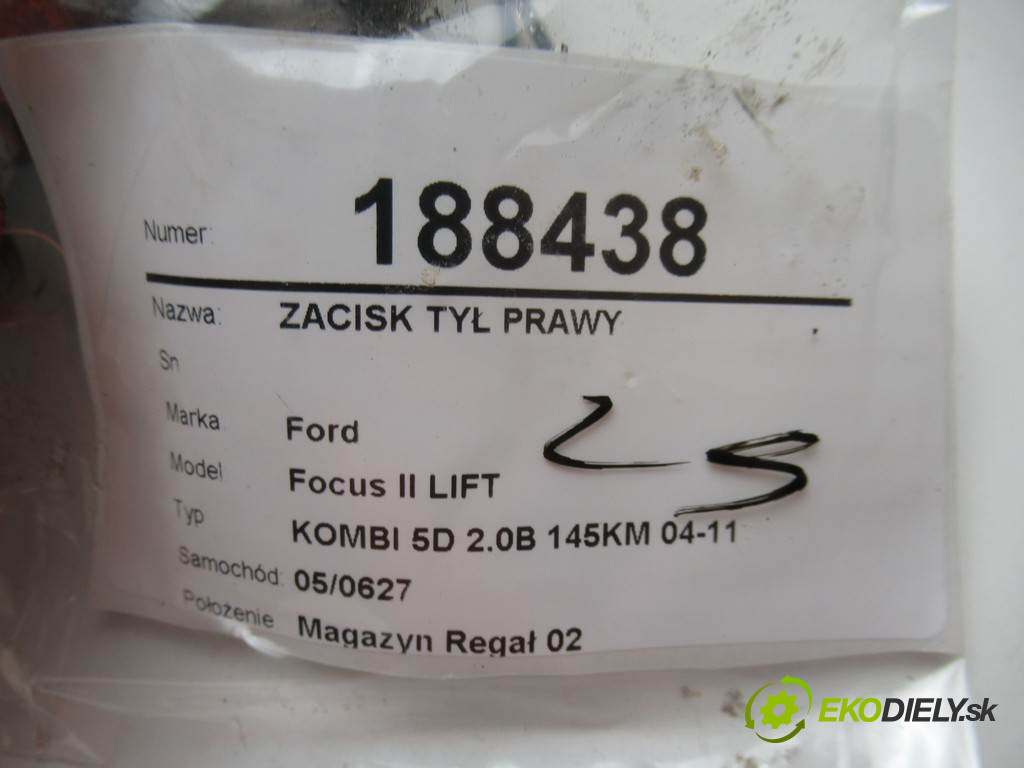 Numer: 188438
Nazwa: ZACISK TYŁ PRAWY
Sn
Marka Ford
Model Focus II LIFT
Typ KOMBI 5D 2.0B 145KM 04-11
Samochód: 05/0627
Położenie Magazyn Regał 02
EKODIELY.sk